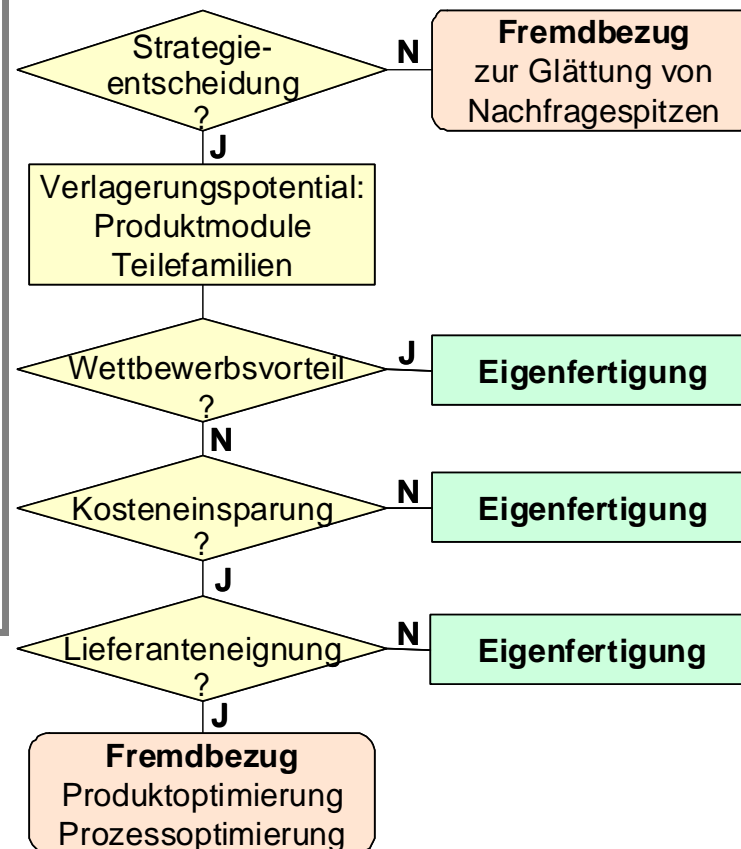 Strategie-
entscheidung
?
N
Fremdbezug
zur Glättung von
Nachfragespitzen
J
Verlagerungspotential:
Produktmodule
Teilefamilien
Wettbewerbsvorteil
?
J
Eigenfertigung
N
Kosteneinsparung
?
N
Eigenfertigung
J
Lieferanteneignung
?
N
Eigenfertigung
J
Fremdbezug
Produktoptimierung
Prozessoptimierung